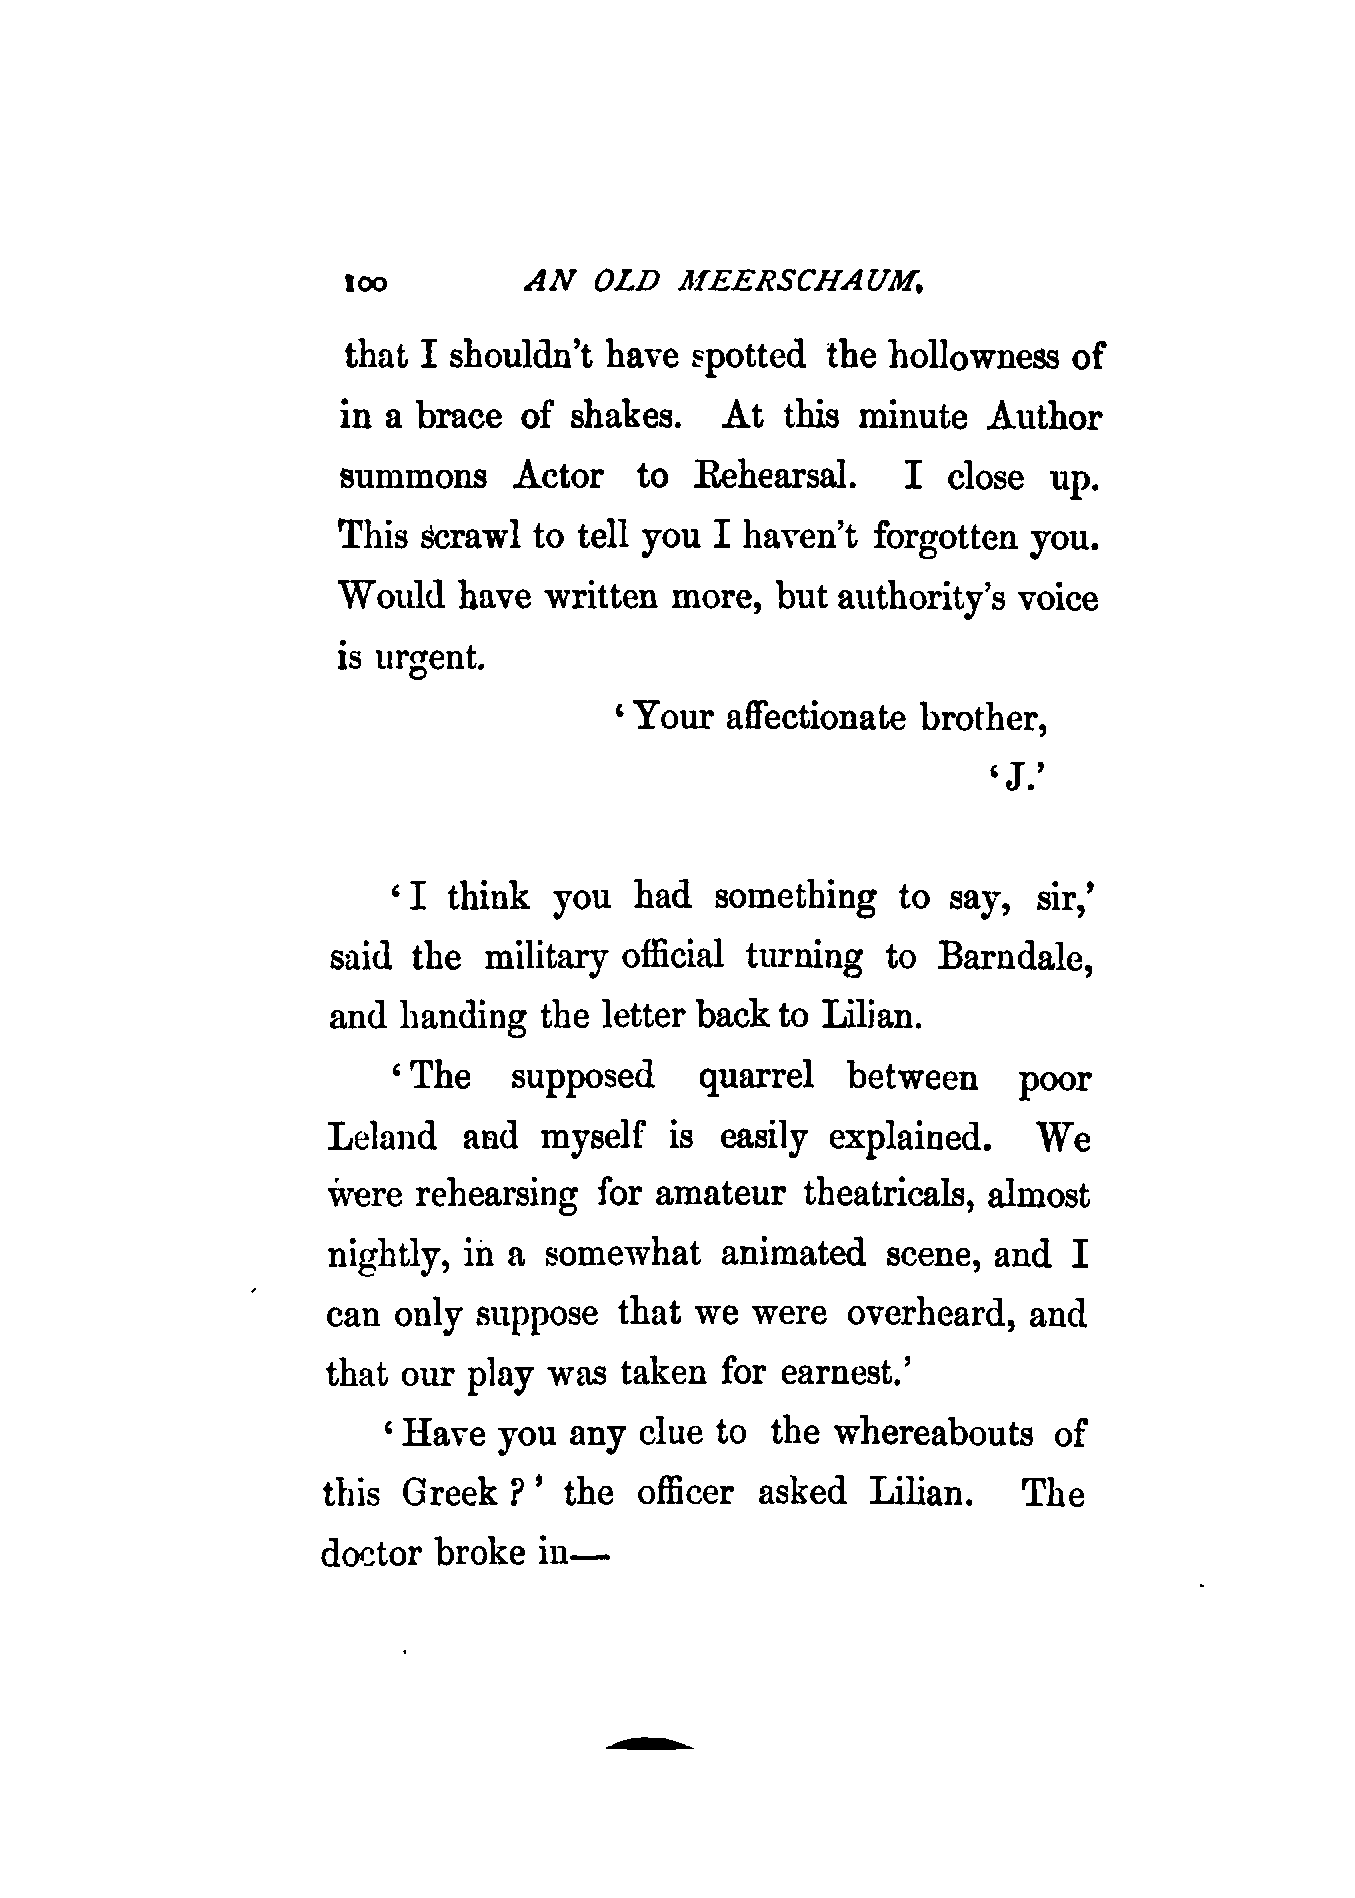 100 AN OLD MEERSCHAUM.
that I shouldn't have spotted the hollowness of
in a brace of shakes. At this minute Author
summons Actor to Rehearsal. I close up.
This scrawl to tell you I haven't forgotten you.
Would have written more, but authority's voice
is urgent.
‘Your affectionate brother,
‘J.’
‘I think you had something to say, sir,’
said the military official turning to Barndale,
and handing the letter back to Lilian.
‘The supposed quarrel between poor
Leland and myself is easily explained. We
were rehearsing for amateur theatricals, almost
nightly, in a somewhat animated scene, and I
can only suppose that we were overheard, and
that our play was taken for earnest.’
‘Have you any clue to the whereabouts of
this Greek?’ the officer asked Lilian. The
doctor broke in—